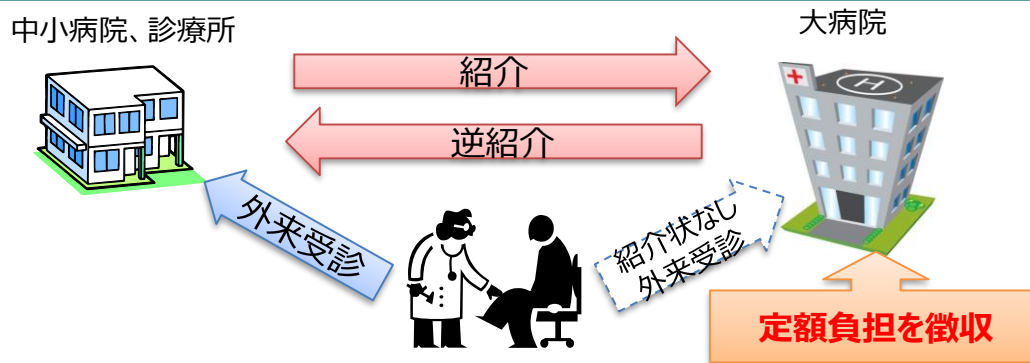 中小病院、診療所
大病院
紹介
逆紹介
外来受診
紹介状なし
外来受診
定額負担を徴収
H